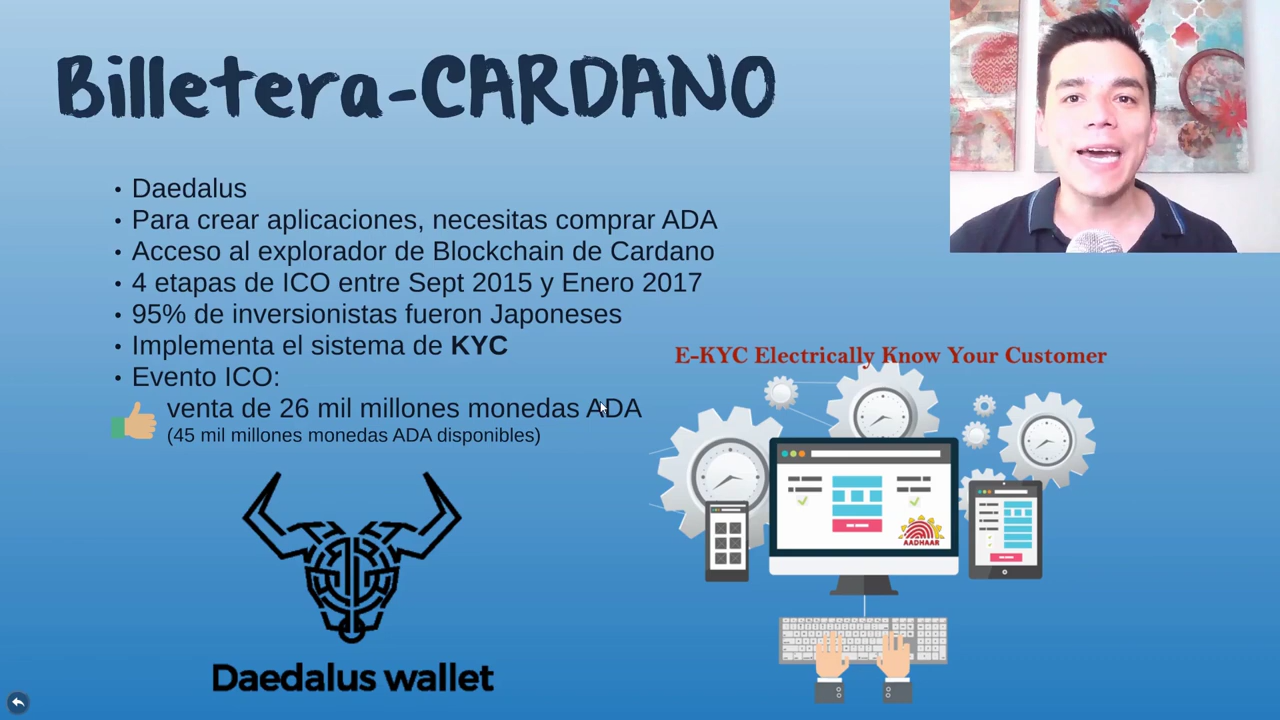 Billetera-CARDANO
• Daedalus
• Para crear aplicaciones, necesitas comprar ADA
• Acceso al explorador de Blockchain de Cardano
• 4 etapas de ICO entre Sept 2015 y Enero 2017
• 95% de inversionistas fueron Japoneses
• Implementa el sistema de KYC
• Evento ICO:
venta de 26 mil millones monedas ADA
(45 mil millones monedas ADA disponibles)
E-KYC Electrically Know Your Customer
AADHAAR
Daedalus wallet